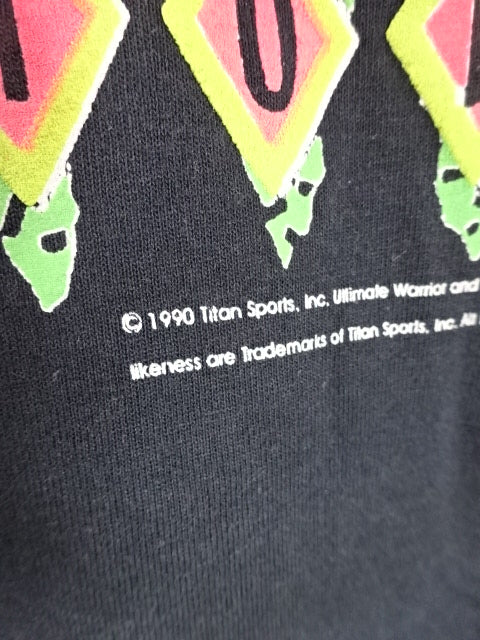 U
© 1990 Titan Sports, Inc. Ultimate Warrior and
likeness are Trademarks of Titan Sports, Inc. All